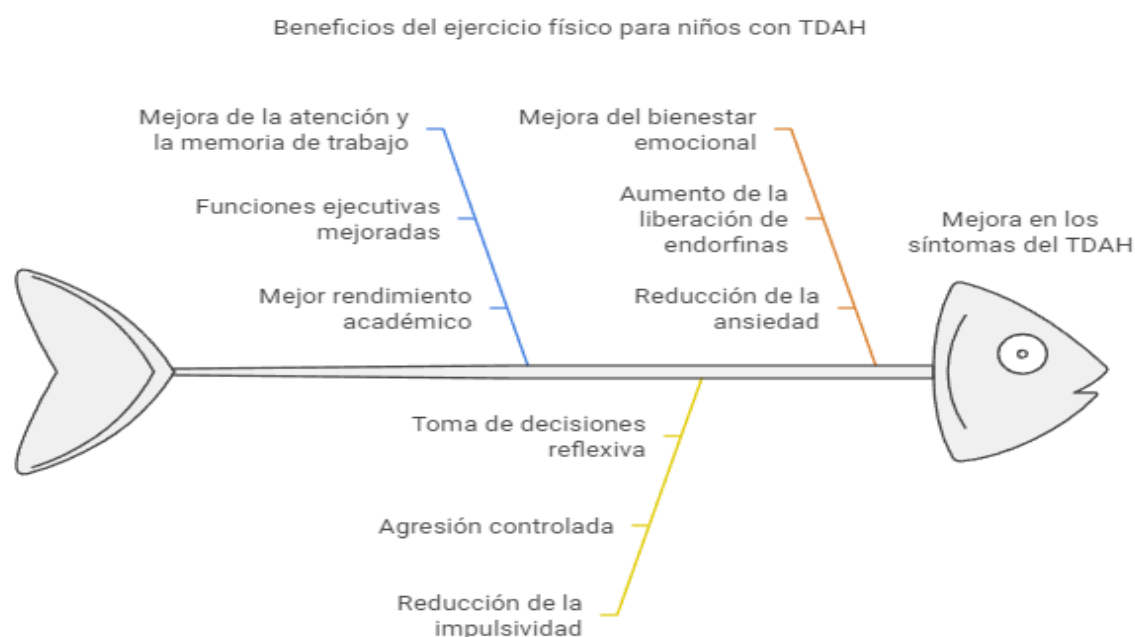 Beneficios del ejercicio físico para niños con TDAH
Mejora de la atención y
la memoria de trabajo
Funciones ejecutivas
mejoradas
Mejor rendimiento
académico
Mejora del bienestar
emocional
Aumento de la
liberación de
endorfinas
Reducción de la
ansiedad
Mejora en los
síntomas del TDAH
Toma de decisiones
reflexiva
Agresión controlada
Reducción de la
impulsividad